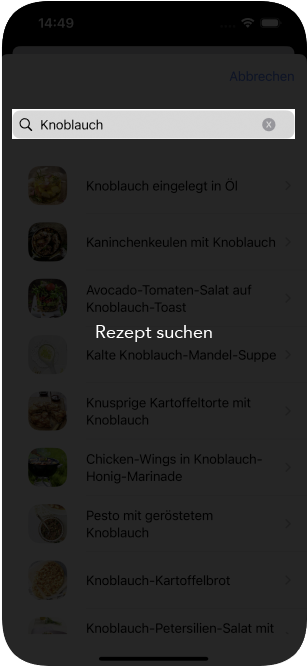 14:49
Abbrechen
Knoblauch
Knoblauch eingelegt in Öl
Kaninchenkeulen mit Knoblauch
Avocado-Tomaten-Salat auf
Knoblauch-Toast
Rezept suchen
Kalte Knoblauch-Mandel-Suppe
Knusprige Kartoffeltorte mit
Knoblauch
Chicken-Wings in Knoblauch-
Honig-Marinade
Pesto mit geröstetem
Knoblauch
Knoblauch-Kartoffelbrot
Knoblauch-Petersilien-Salat mit